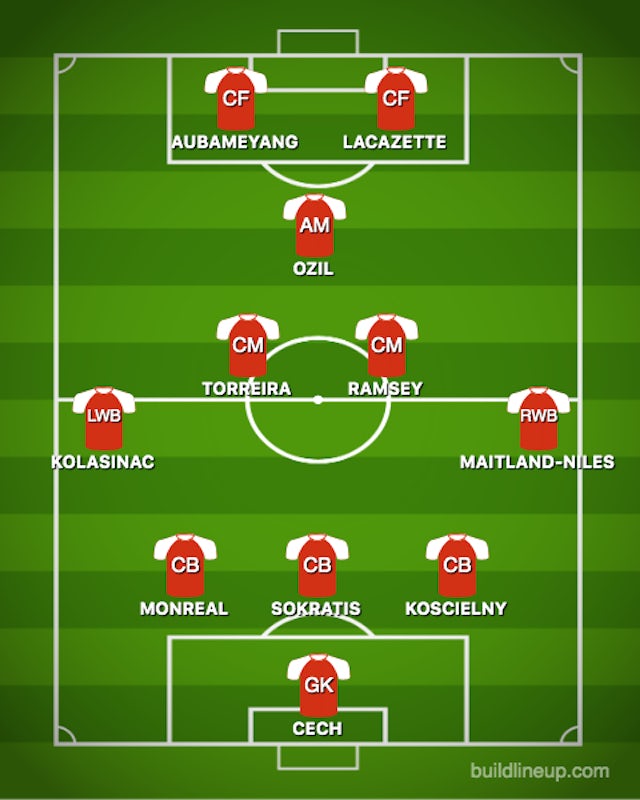 CF CF
AUBAMEYANG LACAZETTE
AM
OZIL
CM CM
TORREIRA RAMSEY
LWB RWB
KOLASINAC MAITLAND-NILES
CB CB CB
MONREAL SOKRATIS KOSCIELNY
GK
CECH
buildlineup.com